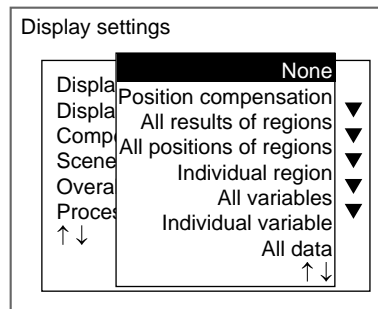 Display settings
None
Displa
Position compensation
Displa
▼
All results of regions
Comp
▼
All positions of regions
Scene
▼
Individual region
Overa
▼
All variables
Proces
▼
Individual variable
↑↓
All data
↑↓